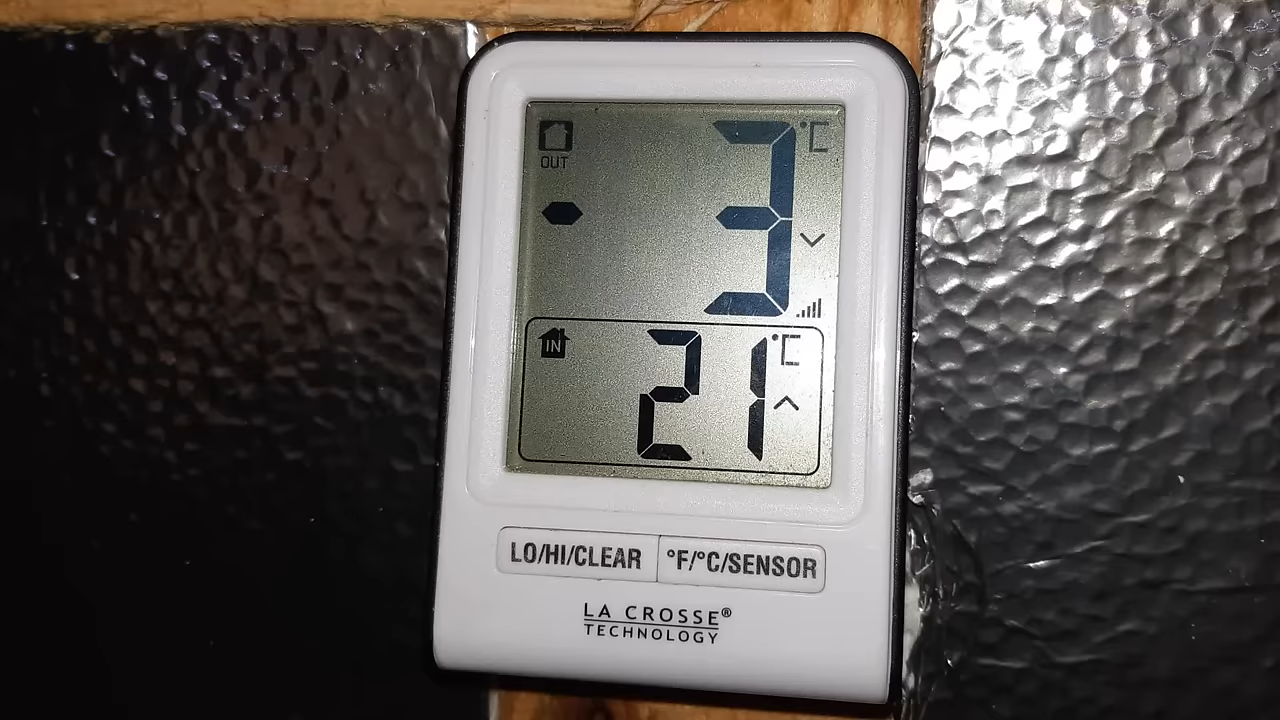 °C
OUT
- 3
IN
21 °C
LO/HI/CLEAR °F/°C/SENSOR
LA CROSSE®
TECHNOLOGY